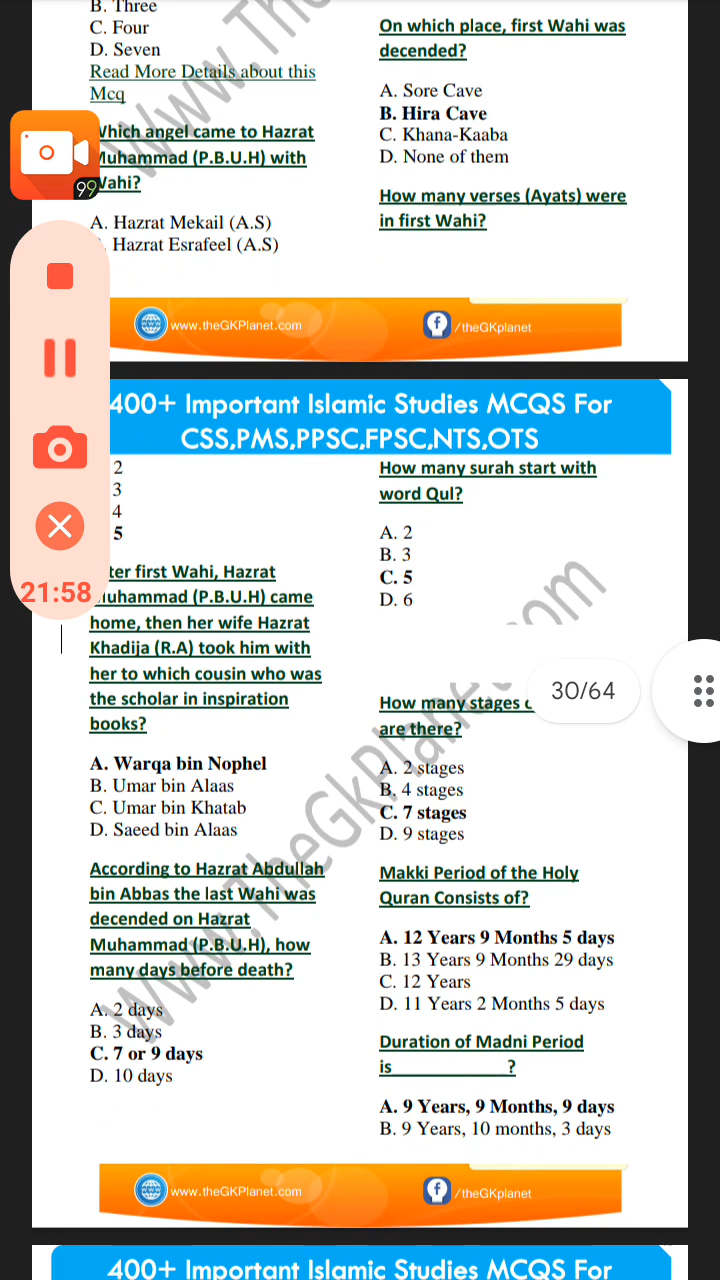 B. Three
C. Four
D. Seven
Read More Details about this
Mcq
Which angel came to Hazrat
Muhammad (P.B.U.H) with
Wahi?
A. Hazrat Mekail (A.S)
. Hazrat Esrafeel (A.S)
On which place, first Wahi was
decended?
A. Sore Cave
B. Hira Cave
C. Khana-Kaaba
D. None of them
How many verses (Ayats) were
in first Wahi?
www.theGKPlanet.com
/theGKplanet
99
21:58
400+ Important Islamic Studies MCQS For
CSS,PMS,PPSC,FPSC,NTS,OTS
2
3
4
5
ter first Wahi, Hazrat
Muhammad (P.B.U.H) came
home, then her wife Hazrat
Khadija (R.A) took him with
her to which cousin who was
the scholar in inspiration
books?
A. Warqa bin Nophel
B. Umar bin Alaas
C. Umar bin Khatab
D. Saeed bin Alaas
According to Hazrat Abdullah
bin Abbas the last Wahi was
decended on Hazrat
Muhammad (P.B.U.H), how
many days before death?
A. 2 days
B. 3 days
C. 7 or 9 days
D. 10 days
How many surah start with
word Qul?
A. 2
B. 3
C. 5
D. 6
30/64
How many stages
are there?
A. 2 stages
B. 4 stages
C. 7 stages
D. 9 stages
Makki Period of the Holy
Quran Consists of?
A. 12 Years 9 Months 5 days
B. 13 Years 9 Months 29 days
C. 12 Years
D. 11 Years 2 Months 5 days
Duration of Madni Period
is__________?
A. 9 Years, 9 Months, 9 days
B. 9 Years, 10 months, 3 days
www.TheGkPlanet.com
www.theGKPlanet.com
/theGKplanet
400+ Important Islamic Studies MCQS For